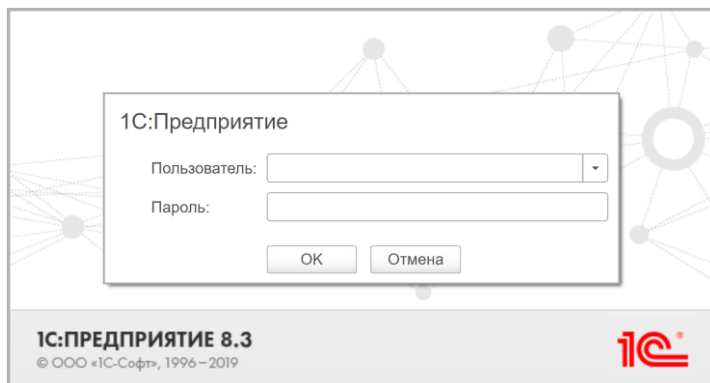 1С:Предприятие
Пользователь:
Пароль:
OK
Отмена
1С:ПРЕДПРИЯТИЕ 8.3
© ООО «1С-Софт», 1996–2019
1С®